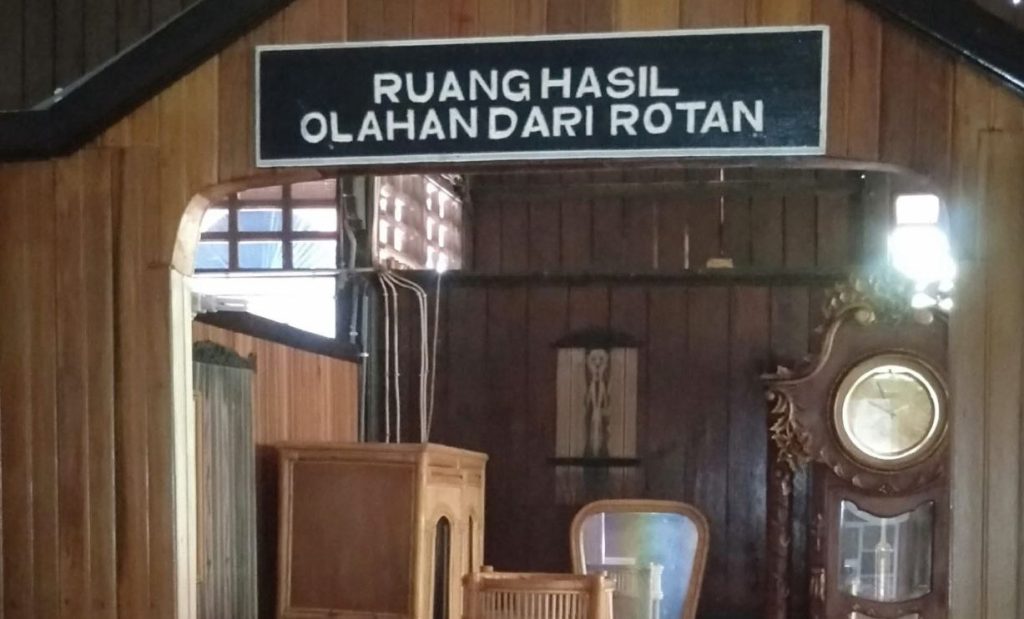 RUANG HASIL
OLAHAN DARI ROTAN